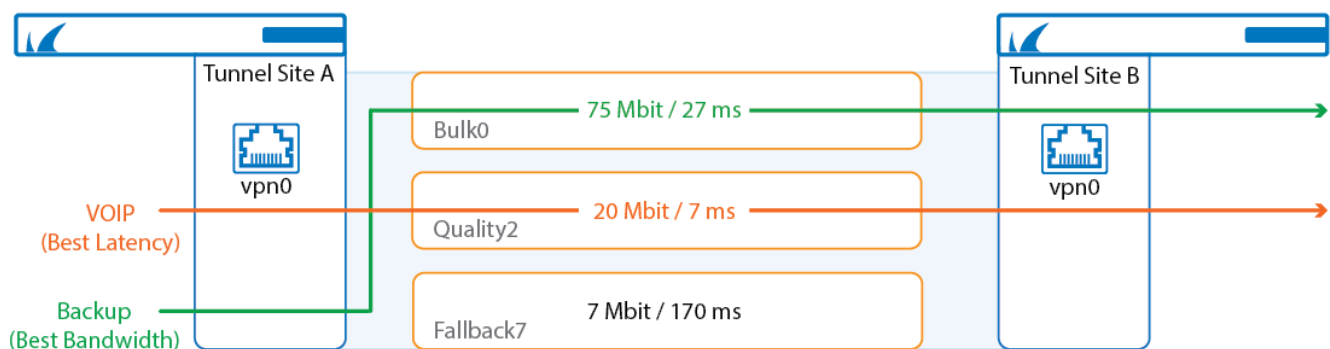 Tunnel Site A
Tunnel Site B
75 Mbit / 27 ms
Bulk0
vpn0
vpn0
VOIP
(Best Latency)
20 Mbit / 7 ms
Quality2
Backup
(Best Bandwidth)
7 Mbit / 170 ms
Fallback7